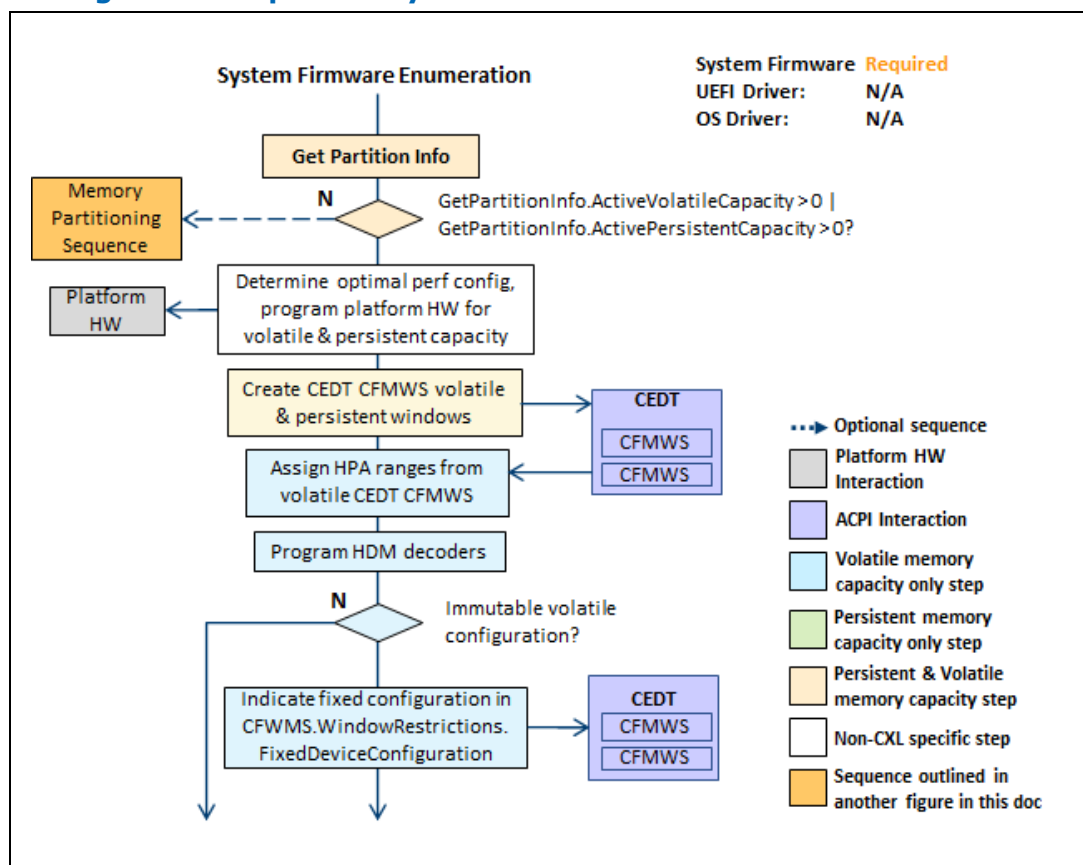 System Firmware Enumeration
System Firmware Required
UEFI Driver: N/A
OS Driver: N/A
Get Partition Info
N
GetPartitionInfo.ActiveVolatileCapacity > 0 |
GetPartitionInfo.ActivePersistentCapacity > 0?
Memory
Partitioning
Sequence
Determine optimal perf config,
program platform HW for
volatile & persistent capacity
Platform
HW
Create CEDT CFMWS volatile
& persistent windows
CEDT
CFMWS
CFMWS
Assign HPA ranges from
volatile CEDT CFMWS
Program HDM decoders
N
Immutable volatile
configuration?
Indicate fixed configuration in
CFWMS.WindowRestrictions.
FixedDeviceConfiguration
CEDT
CFMWS
CFMWS
Optional sequence
Platform HW
Interaction
ACPI Interaction
Volatile memory
capacity only step
Persistent memory
capacity only step
Persistent & Volatile
memory capacity step
Non-CXL specific step
Sequence outlined in
another figure in this doc